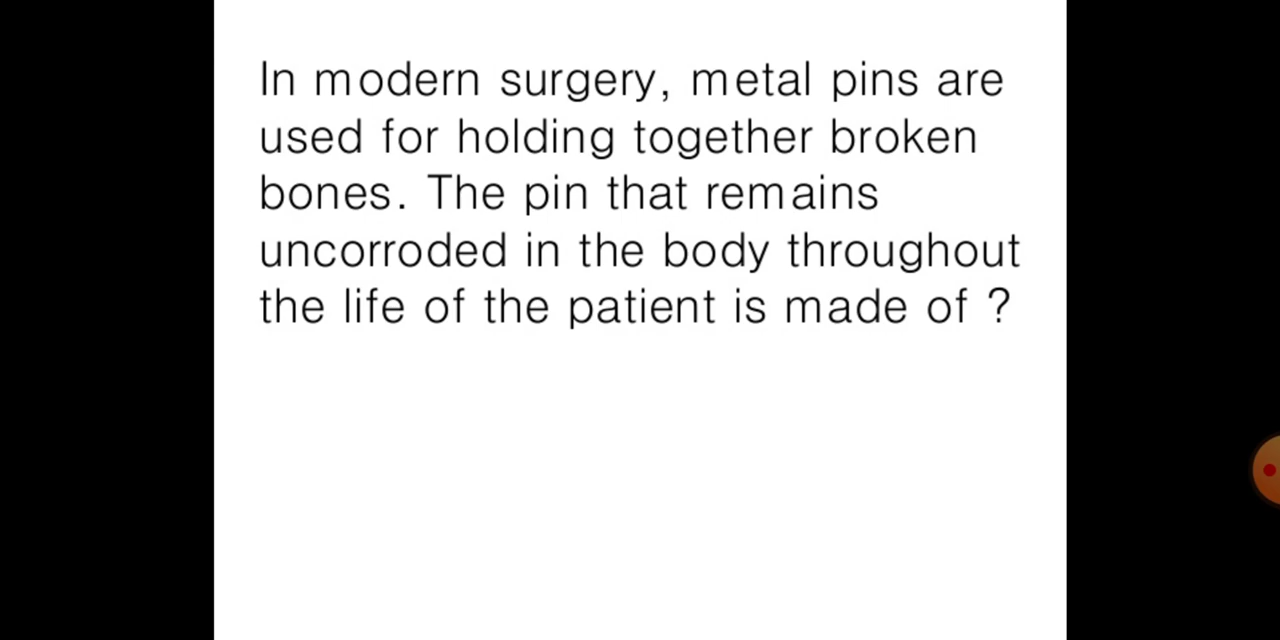 In modern surgery, metal pins are
used for holding together broken
bones. The pin that remains
uncorroded in the body throughout
the life of the patient is made of ?